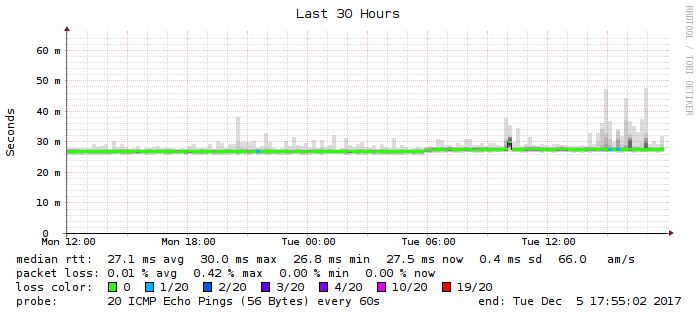 Last 30 Hours
RRDTOOL / TOBI OETIKER
Seconds
60 m
50 m
40 m
30 m
20 m
10 m
0
Mon 12:00 Mon 18:00 Tue 00:00 Tue 06:00 Tue 12:00
median rtt: 27.1 ms avg 30.0 ms max 26.8 ms min 27.5 ms now 0.4 ms sd 66.0 am/s
packet loss: 0.01 % avg 0.42 % max 0.00 % min 0.00 % now
loss color: 0 1/20 2/20 3/20 4/20 10/20 19/20
probe: 20 ICMP Echo Pings (56 Bytes) every 60s end: Tue Dec 5 17:55:02 2017